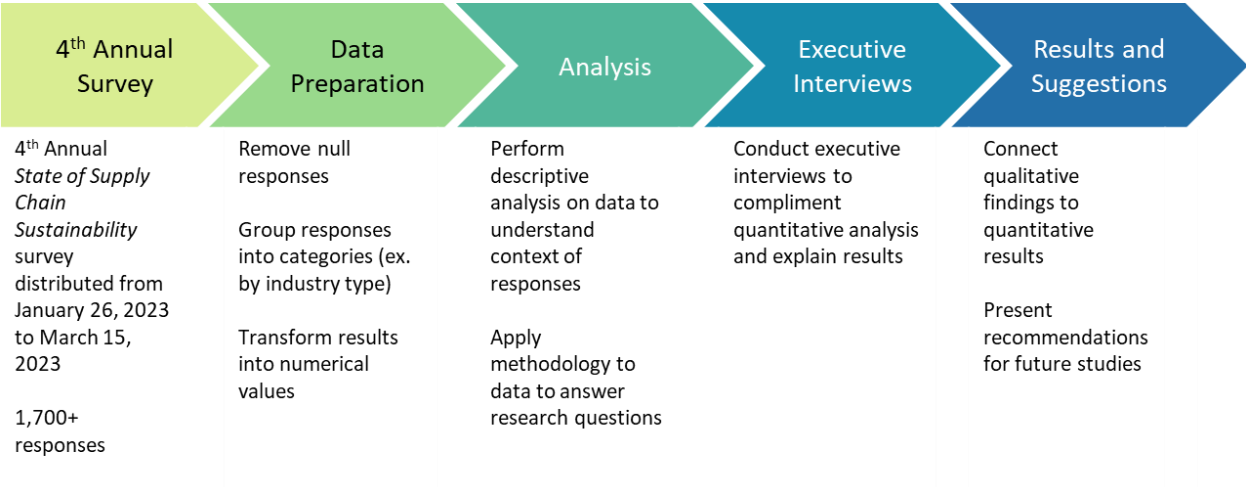 4th Annual
Survey
Data
Preparation
Analysis
Executive
Interviews
Results and
Suggestions
4th Annual
State of Supply
Chain
Sustainability
survey
distributed from
January 26, 2023
to March 15,
2023
1,700+
responses
Remove null
responses
Group responses
into categories (ex.
by industry type)
Transform results
into numerical
values
Perform
descriptive
analysis on data to
understand
context of
responses
Apply
methodology to
data to answer
research questions
Conduct executive
interviews to
compliment
quantitative analysis
and explain results
Connect
qualitative
findings to
quantitative
results
Present
recommendations
for future studies